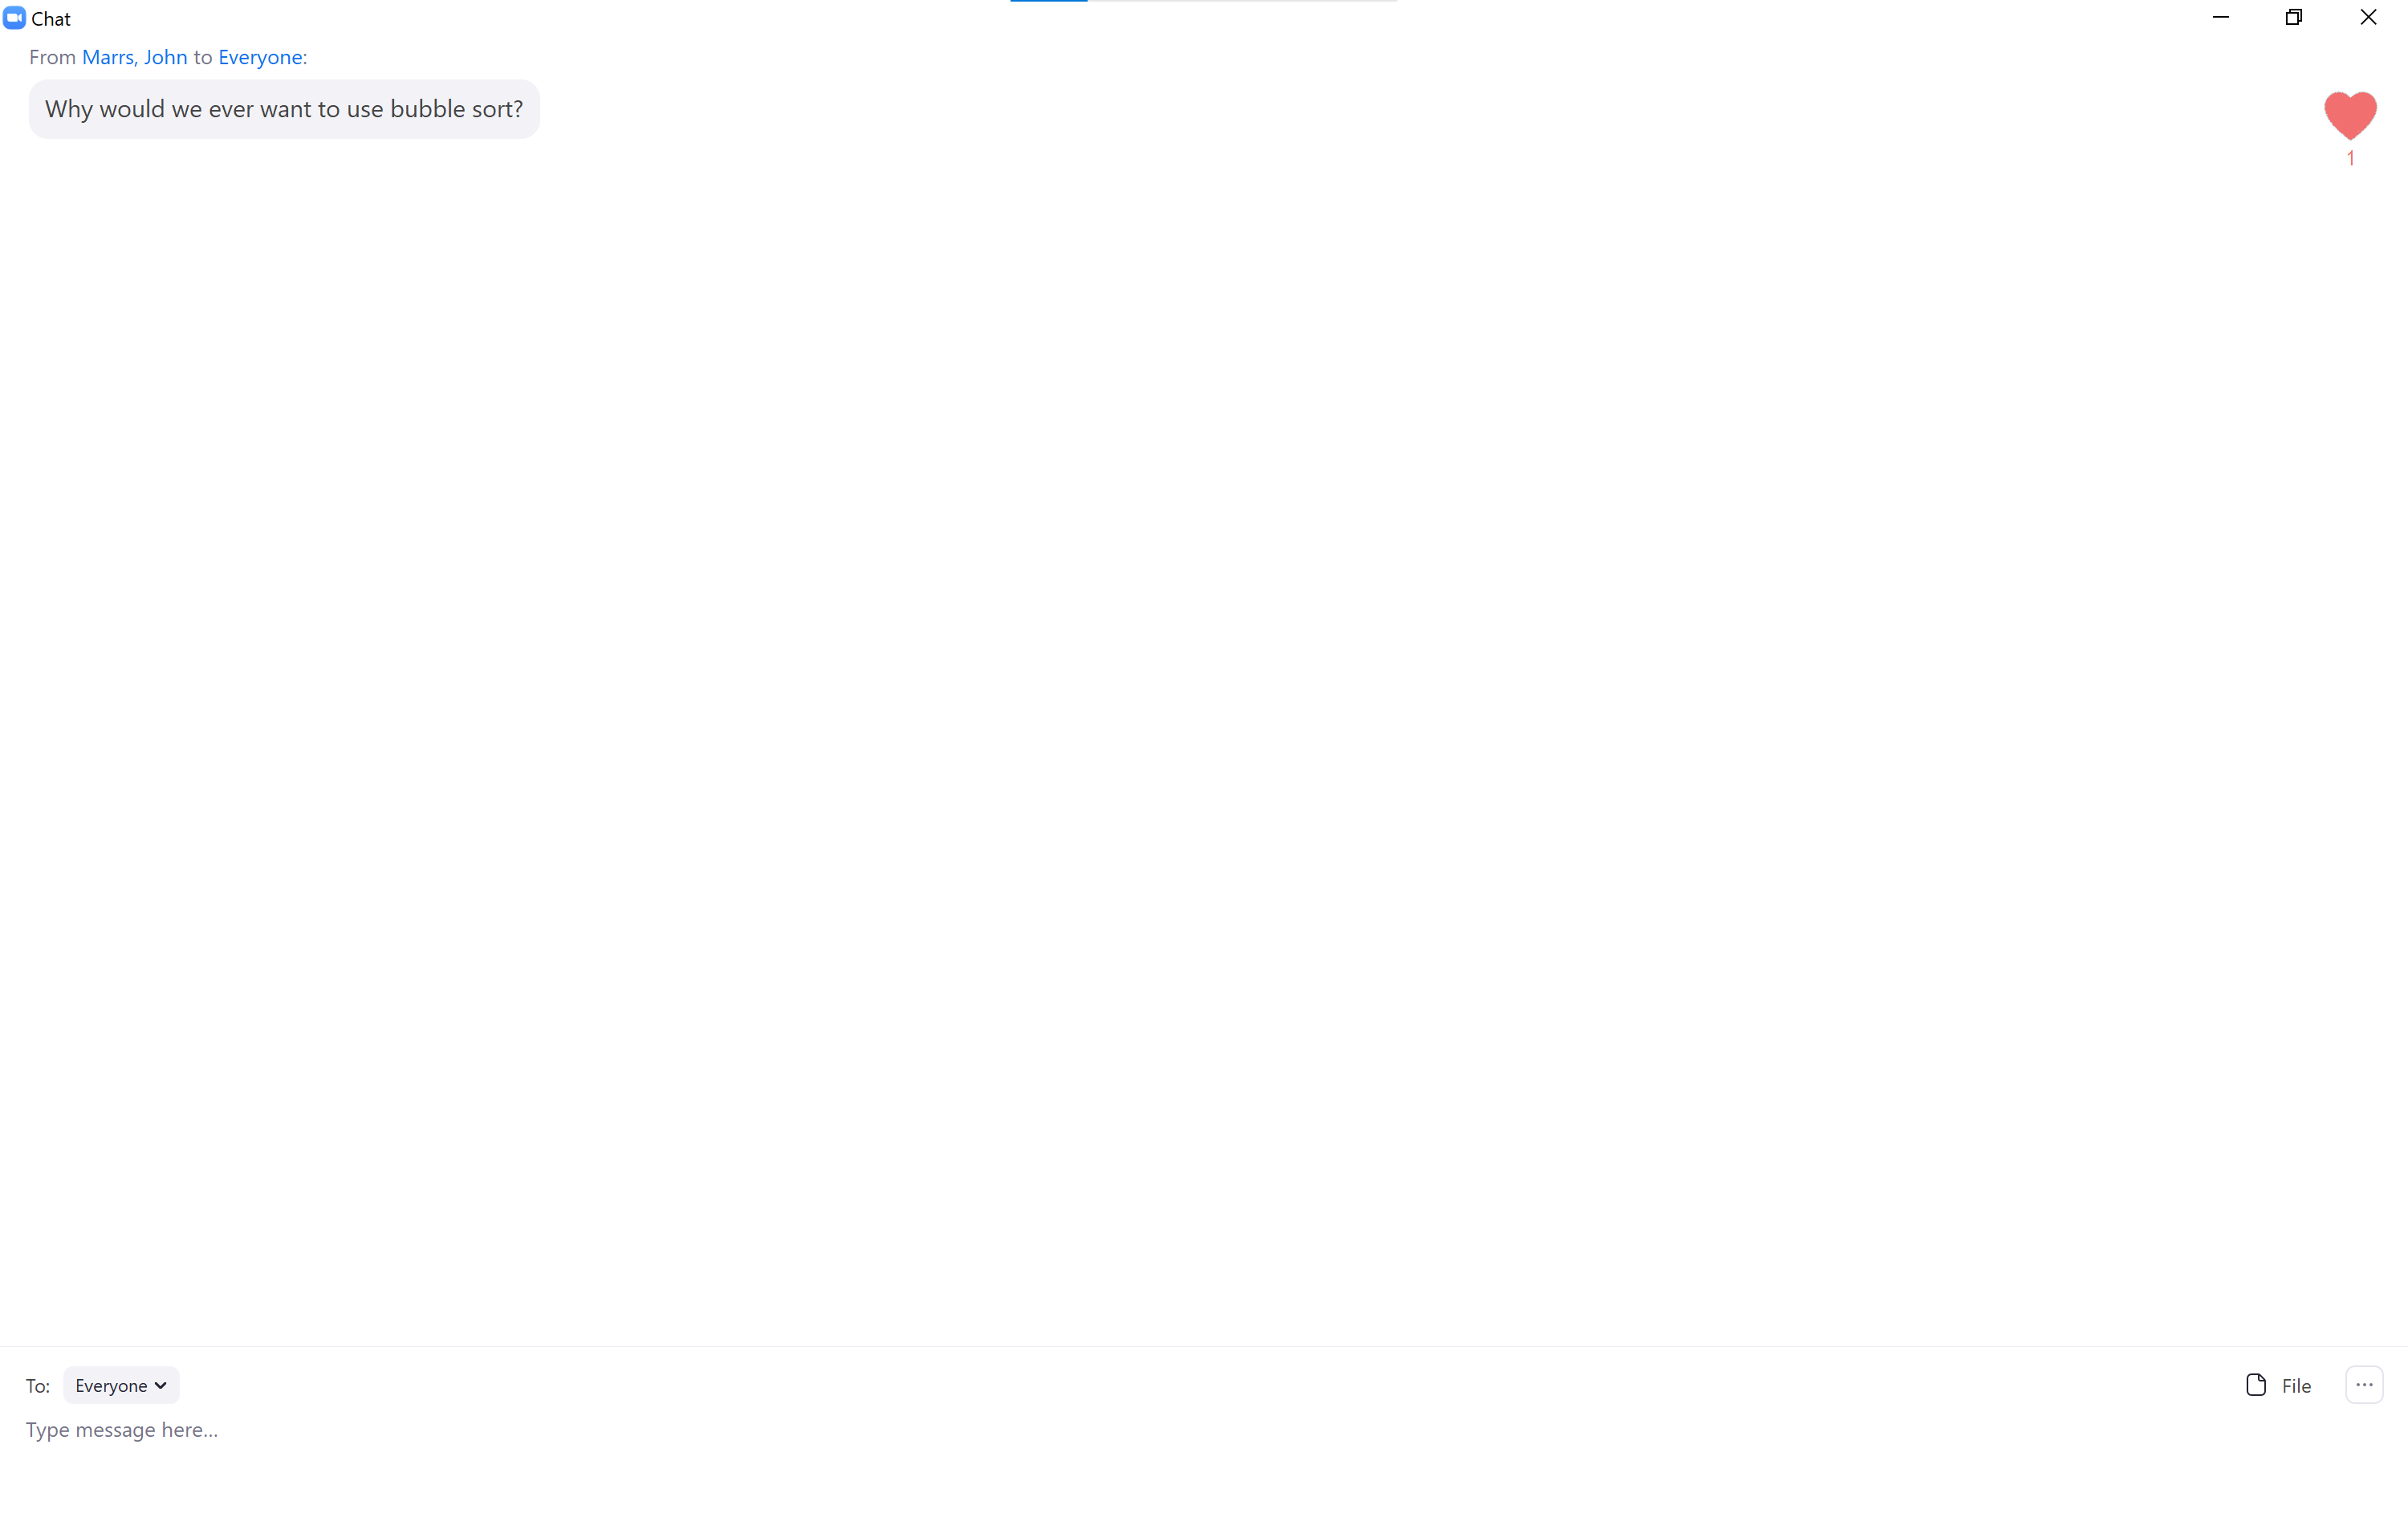 Chat
From Marrs, John to Everyone:
Why would we ever want to use bubble sort?
1
To: Everyone
File
Type message here...